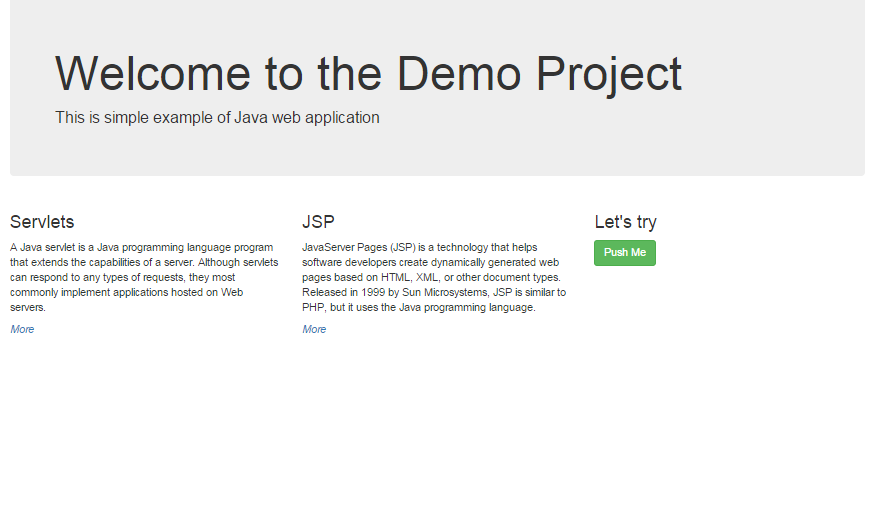 Welcome to the Demo Project
This is simple example of Java web application
Servlets
A Java servlet is a Java programming language program
that extends the capabilities of a server. Although servlets
can respond to any types of requests, they most
commonly implement applications hosted on Web
servers.
More
JSP
JavaServer Pages (JSP) is a technology that helps
software developers create dynamically generated web
pages based on HTML, XML, or other document types.
Released in 1999 by Sun Microsystems, JSP is similar to
PHP, but it uses the Java programming language.
More
Let's try
Push Me